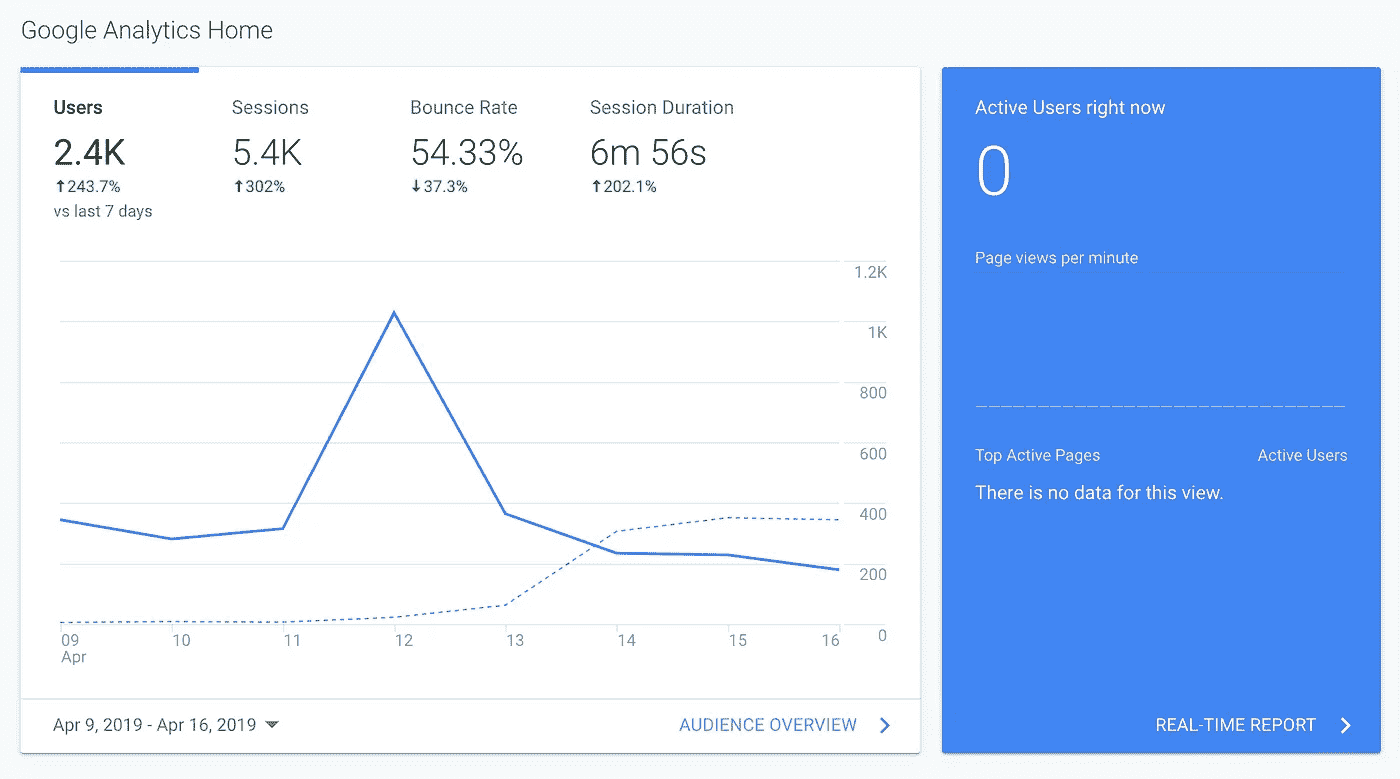 Google Analytics Home
Users
Sessions
Bounce Rate
Session Duration
2.4K
5.4K
54.33%
6m 56s
↑243.7%
↑302%
↓37.3%
↑202.1%
vs last 7 days
1.2K
1K
800
600
400
200
0
09
Apr
10
11
12
13
14
15
16
Apr 9, 2019 - Apr 16, 2019
AUDIENCE OVERVIEW
Active Users right now
0
Page views per minute
Top Active Pages
Active Users
There is no data for this view.
REAL-TIME REPORT